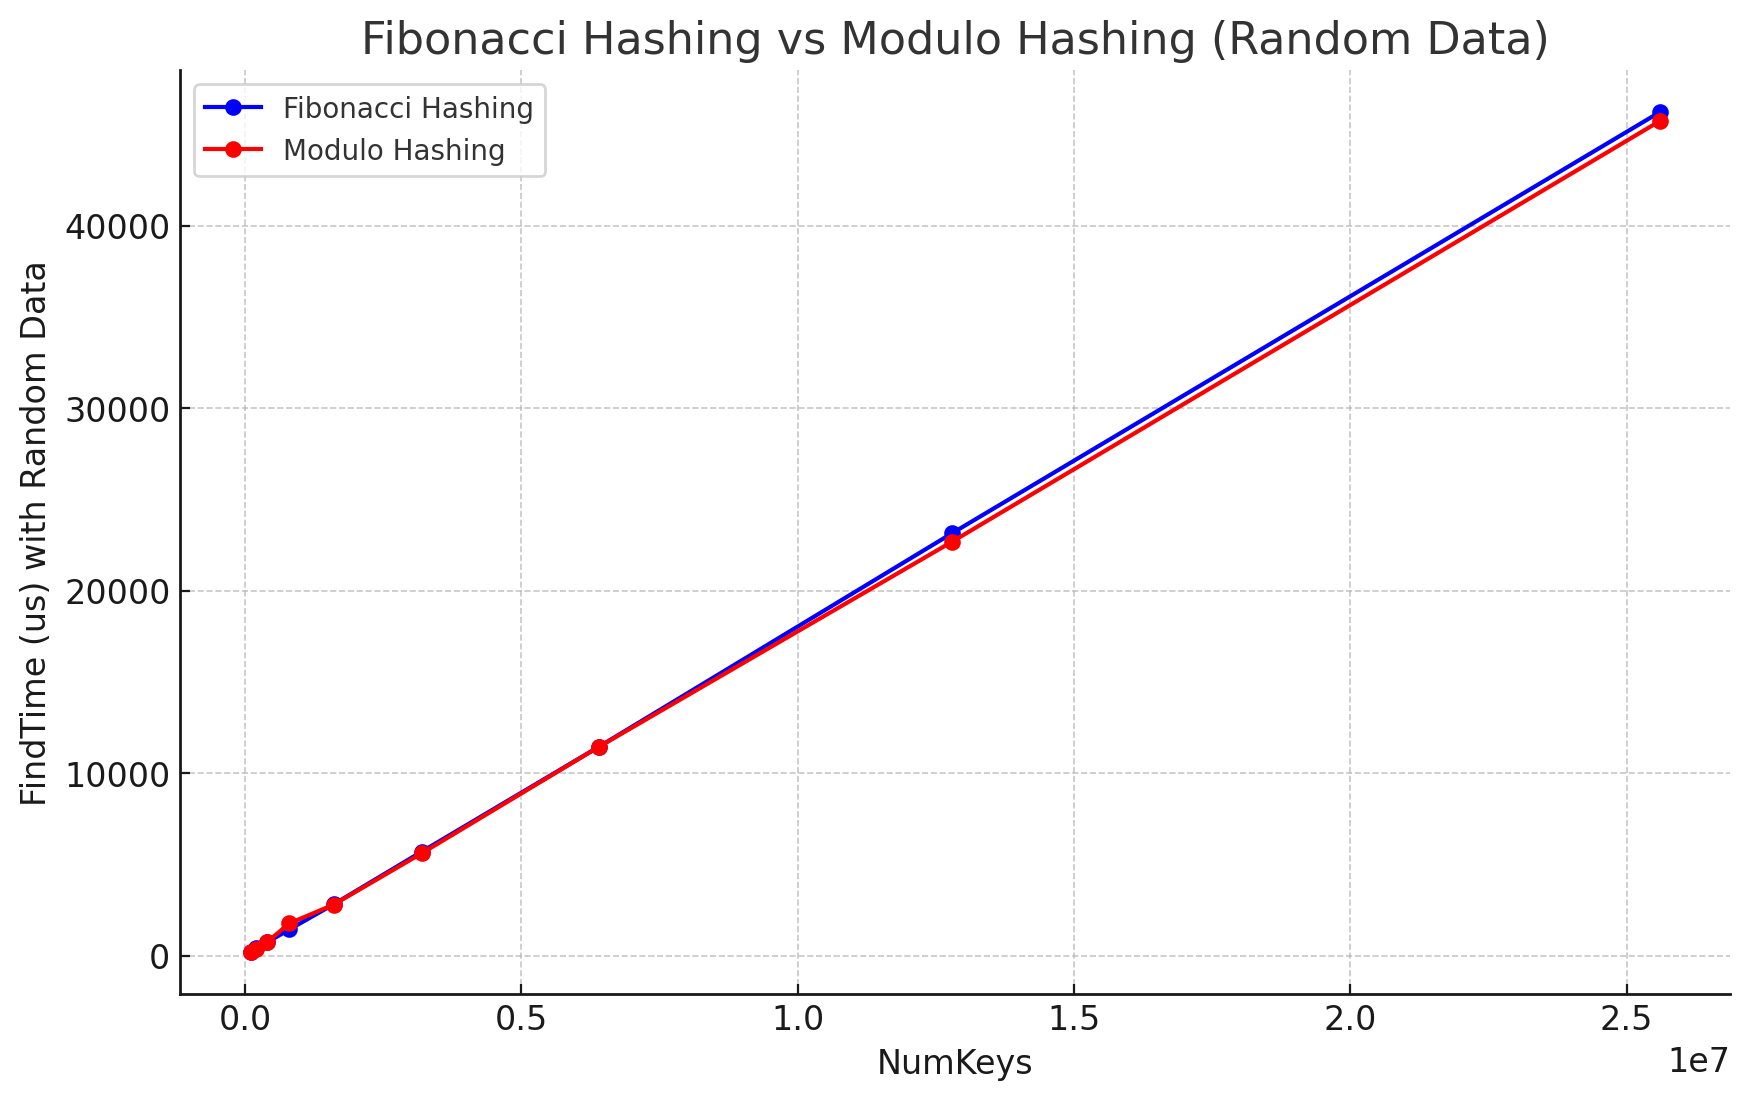 Fibonacci Hashing vs Modulo Hashing (Random Data)
Fibonacci Hashing
Modulo Hashing
FindTime (us) with Random Data
40000
30000
20000
10000
0
0.0 0.5 1.0 1.5 2.0 2.5
1e7
NumKeys